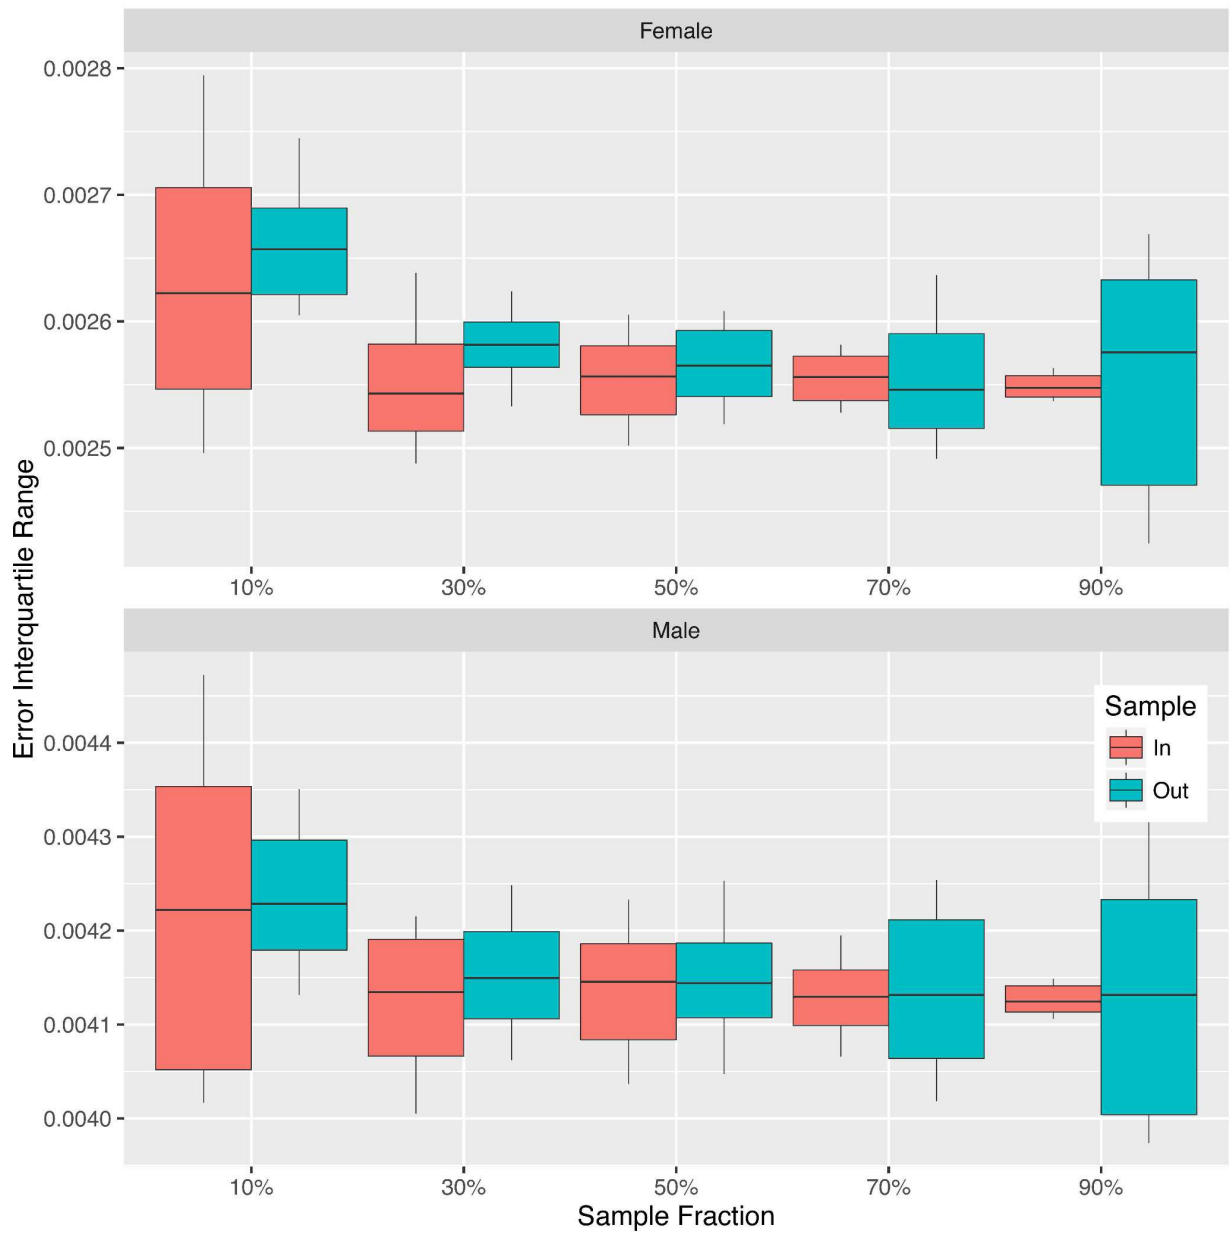 Female
0.0028
0.0027
0.0026
0.0025
10% 30% 50% 70% 90%
Error Interquartile Range
Male
0.0044
0.0043
0.0042
0.0041
0.0040
Sample
In
Out
10% 30% 50% 70% 90%
Sample Fraction